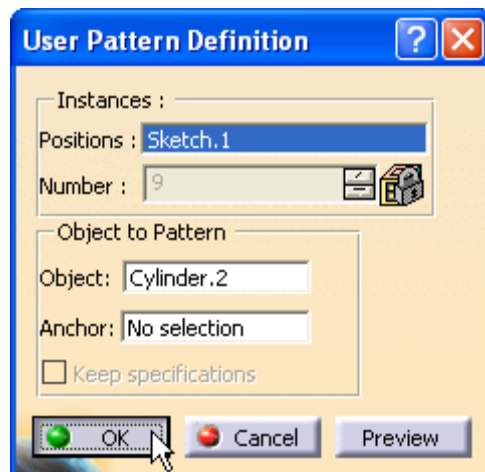 User Pattern Definition ?
Instances :
Positions : Sketch.1
Number : 9
Object to Pattern
Object: Cylinder.2
Anchor: No selection
Keep specifications
OK Cancel Preview